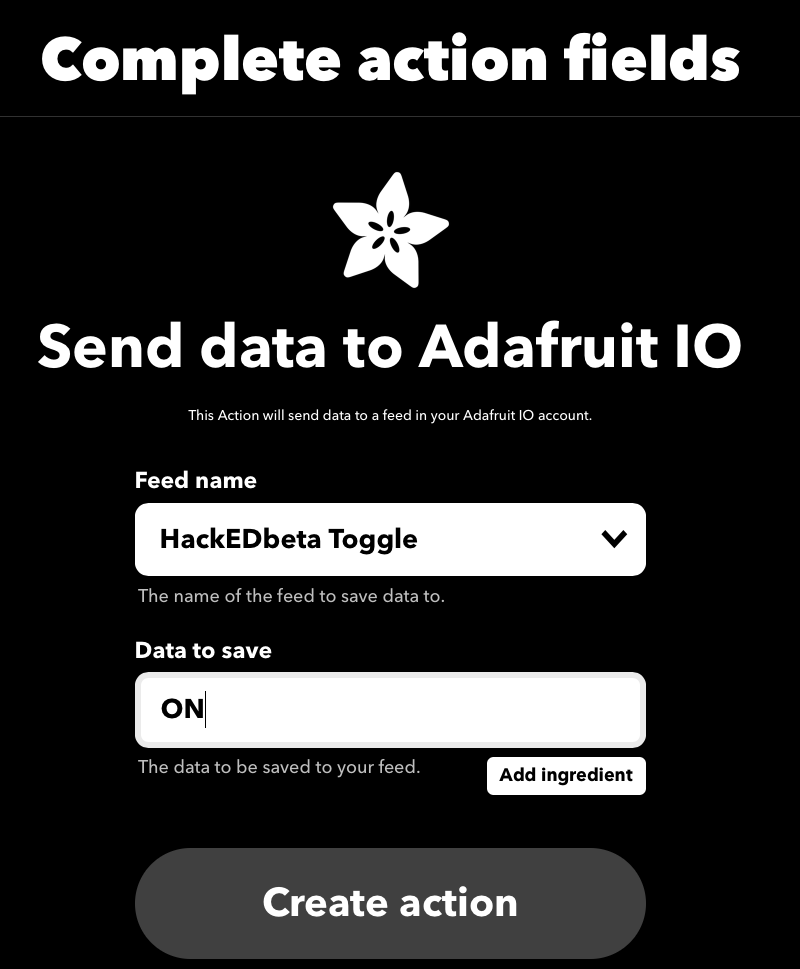 Complete action fields
Send data to Adafruit IO
This Action will send data to a feed in your Adafruit IO account.
Feed name
HackEDbeta Toggle
The name of the feed to save data to.
Data to save
ON
The data to be saved to your feed.
Add ingredient
Create action